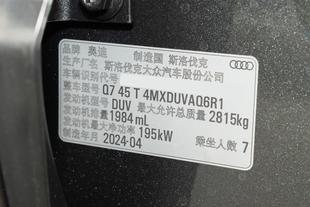 品牌 奥迪 制造国 斯洛伐克
生产厂名 斯洛伐克大众汽车股份公司
车辆识别代号
整车型号 Q7 45 T 4MXDUVAQ6R1
发动机型号 DUV 最大允许总质量 2815kg
发动机排量 1984 mL
发动机最大净功率 195kW
制造年月 2024-04 乘坐人数 7